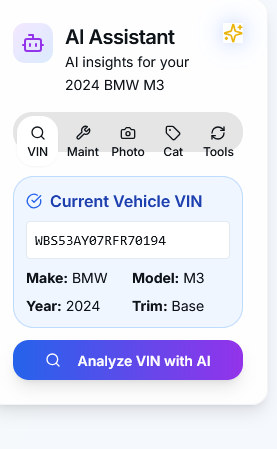 AI Assistant
AI insights for your
2024 BMW M3
VIN Maint Photo Cat Tools
Current Vehicle VIN
WBS53AY07RFR70194
Make: BMW Model: M3
Year: 2024 Trim: Base
Analyze VIN with AI